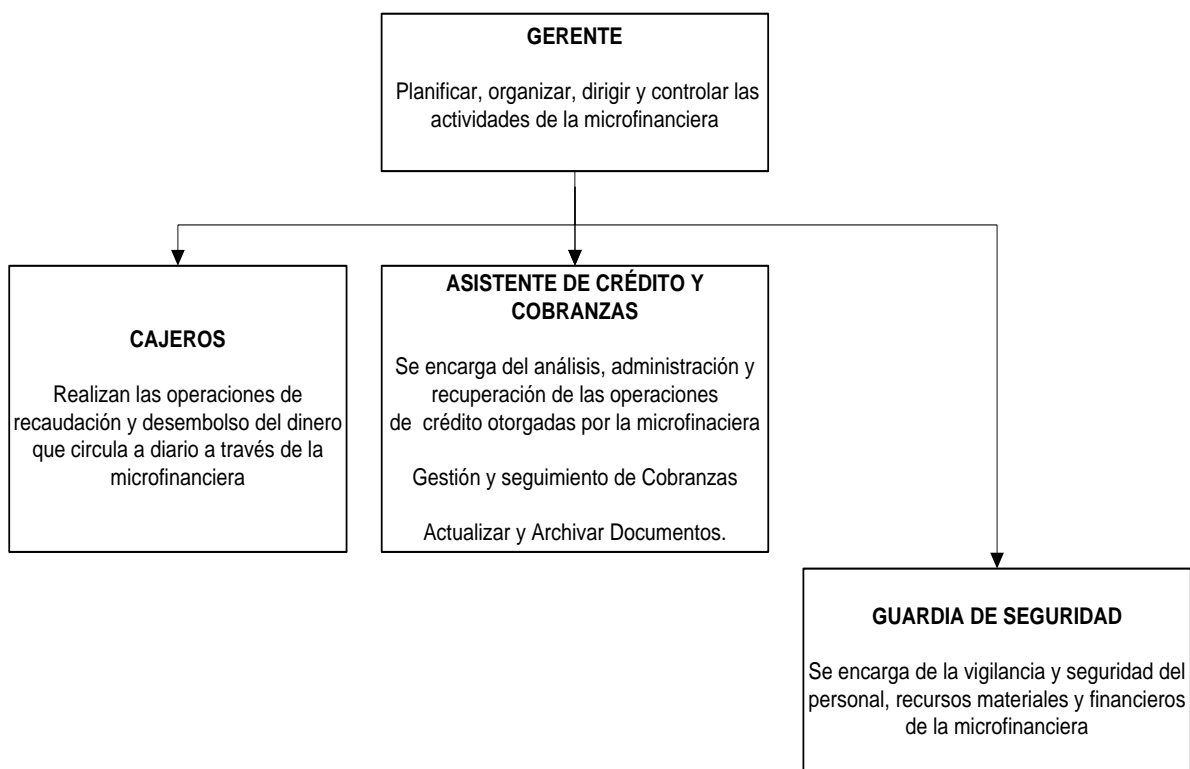 GERENTE
Planificar, organizar, dirigir y controlar las
actividades de la microfinanciera
CAJEROS
Realizan las operaciones de
recaudación y desembolso del dinero
que circula a diario a través de la
microfinanciera
ASISTENTE DE CRÉDITO Y
COBRANZAS
Se encarga del análisis, administración y
recuperación de las operaciones
de crédito otorgadas por la microfinaciera
Gestión y seguimiento de Cobranzas
Actualizar y Archivar Documentos.
GUARDIA DE SEGURIDAD
Se encarga de la vigilancia y seguridad del
personal, recursos materiales y financieros
de la microfinanciera